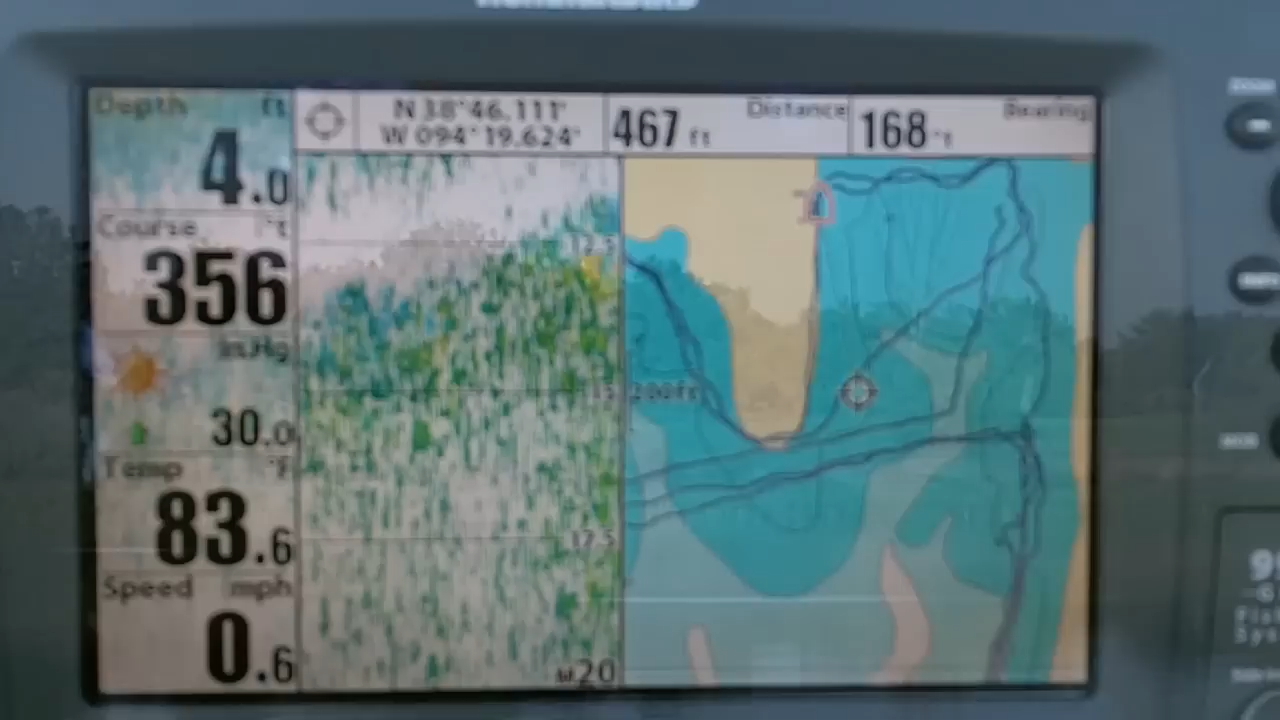 Depth ft
4.0
Course °t
356
InHg
30.0
Temp °F
83.6
Speed mph
0.6
N 38°46.111'
W 094°19.624'
467 ft
Distance
168 °t
Bearing
12.5
15
17.5
20
200ft